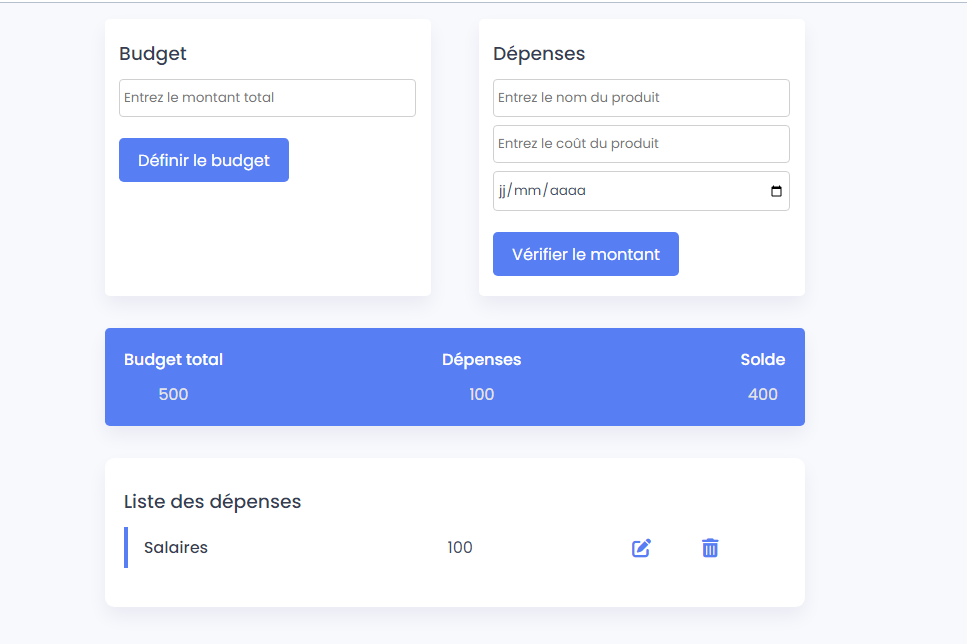 Budget
Entrez le montant total
Définir le budget
Dépenses
Entrez le nom du produit
Entrez le coût du produit
jj/mm/aaaa
Vérifier le montant
Budget total Dépenses Solde
500 100 400
Liste des dépenses
Salaires 100